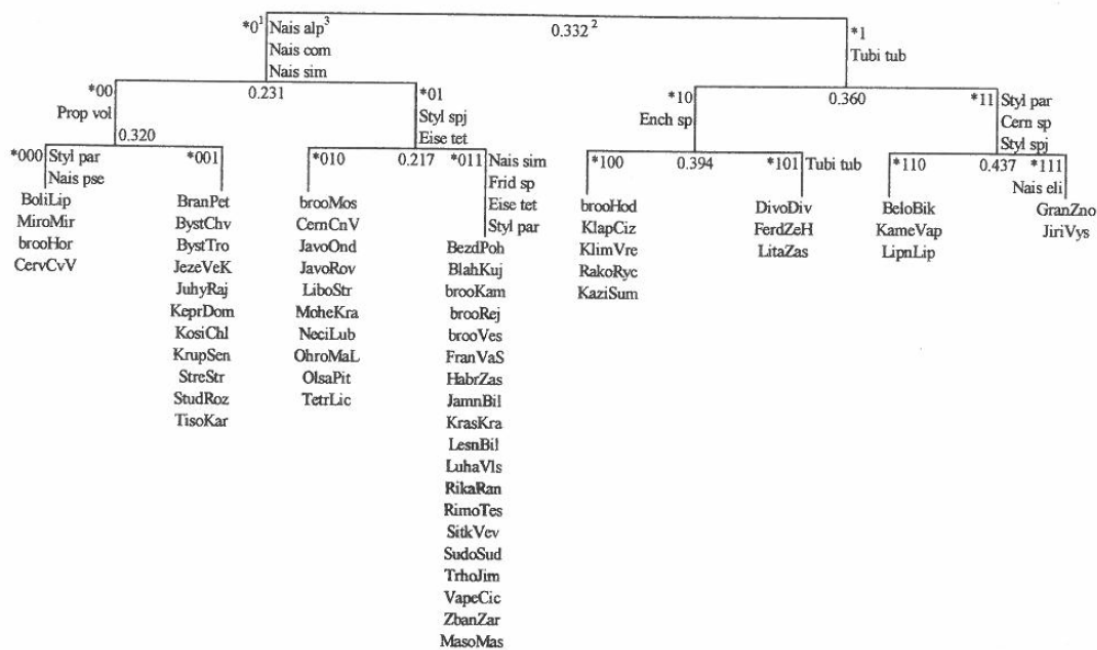 *0¹ Nais alp³ 0.332² *1
Nais com Tubi tub
Nais sim
*00 0.231 *01 *10 0.360 *11 Styl par
Prop vol Styl spj Ench sp Cern sp
0.320 Eise tet Styl spj
*000 Styl par *001 *010 0.217 *011 Nais sim *100 0.394 *101 Tubi tub *110 0.437 *111
Nais pse Frid sp Nais eli
Eise tet
Styl par
BoliLip
MiroMir
brooHor
CervCvV
BranPet
BystChv
BystTro
JezeVeK
JuhyRaj
KeprDom
KosiChl
KrupSen
StreStr
StudRoz
TisoKar
brooMos
CernCnV
JavoOnd
JavoRov
LiboStr
MoheKra
NeciLub
OhroMaL
OlsaPit
TetrLic
BezdPoh
BlahKuj
brooKam
brooRej
brooVes
FranVaS
HabrZas
JamnBil
KrasKra
LesnBil
LuhaVls
RikaRan
RimoTes
SitkVev
SudoSud
TrhoJim
VapeCic
ZbanZar
MasoMas
brooHod
KlapCiz
KlimVre
RakoRyc
KaziSum
DivoDiv
FerdZeH
LitaZas
BeloBik
KameVap
LipnLip
GranZno
JiriVys